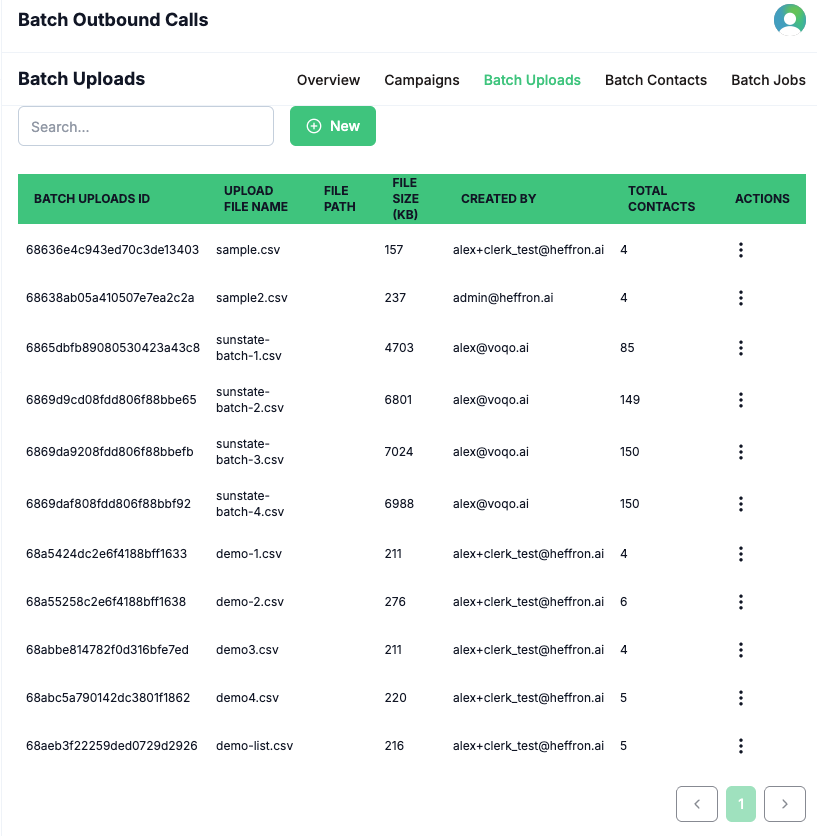 Batch Outbound Calls
Batch Uploads
Overview Campaigns Batch Uploads Batch Contacts Batch Jobs
Search...
New
BATCH UPLOADS ID UPLOAD FILE NAME FILE PATH FILE SIZE (KB) CREATED BY TOTAL CONTACTS ACTIONS
68636e4c943ed70c3de13403 sample.csv 157 alex+clerk_test@heffron.ai 4
68638ab05a410507e7ea2c2a sample2.csv 237 admin@heffron.ai 4
6865dbfb89080530423a43c8 sunstate-batch-1.csv 4703 alex@voqo.ai 85
6869d9cd08fdd806f88bbe65 sunstate-batch-2.csv 6801 alex@voqo.ai 149
6869da9208fdd806f88bbefb sunstate-batch-3.csv 7024 alex@voqo.ai 150
6869daf808fdd806f88bbf92 sunstate-batch-4.csv 6988 alex@voqo.ai 150
68a5424dc2e6f4188bff1633 demo-1.csv 211 alex+clerk_test@heffron.ai 4
68a55258c2e6f4188bff1638 demo-2.csv 276 alex+clerk_test@heffron.ai 6
68abbe814782f0d316bfe7ed demo3.csv 211 alex+clerk_test@heffron.ai 4
68abc5a790142dc3801f1862 demo4.csv 220 alex+clerk_test@heffron.ai 5
68aeb3f22259ded0729d2926 demo-list.csv 216 alex+clerk_test@heffron.ai 5
1